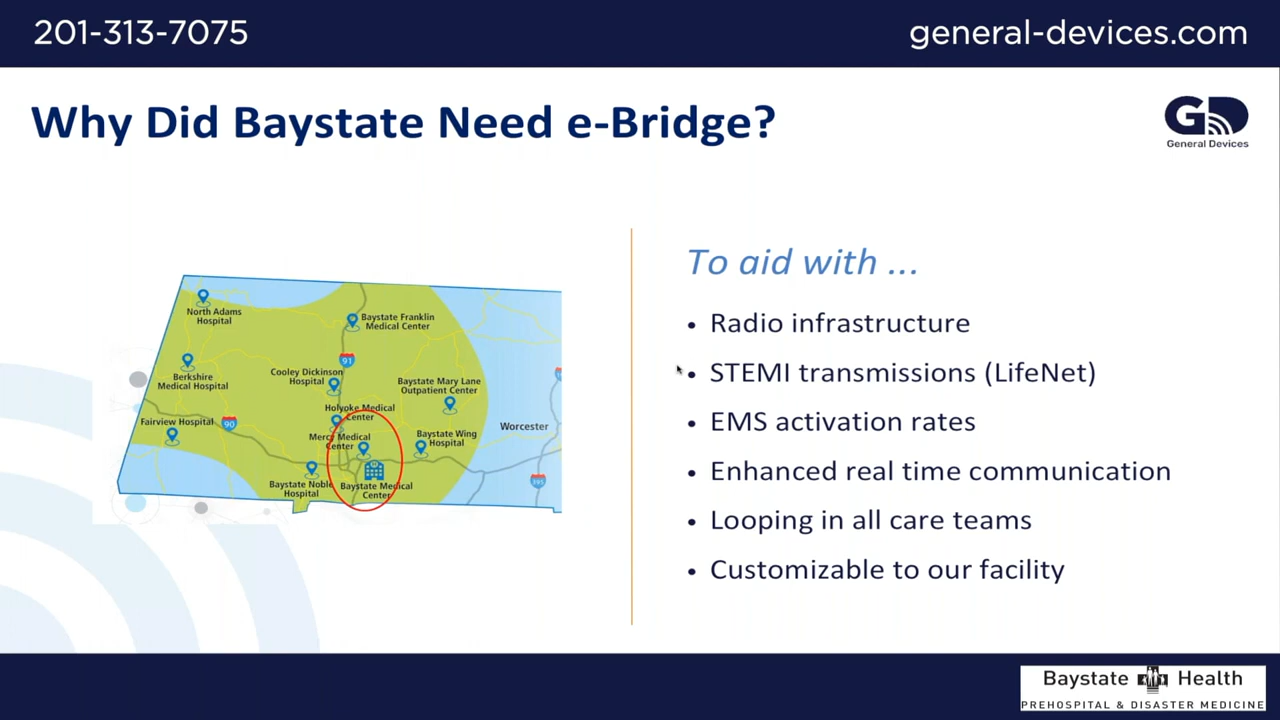 201-313-7075
general-devices.com
Why Did Baystate Need e-Bridge?
GD
General Devices
North Adams
Hospital
Baystate Franklin
Medical Center
91
Berkshire
Medical Hospital
Cooley Dickinson
Hospital
Baystate Mary Lane
Outpatient Center
Holyoke Medical
Center
Fairview Hospital
90
Mercy Medical
Center
Baystate Wing
Hospital
Worcester
Baystate Noble
Hospital
Baystate Medical
Center
395
To aid with ...
• Radio infrastructure
• STEMI transmissions (LifeNet)
• EMS activation rates
• Enhanced real time communication
• Looping in all care teams
• Customizable to our facility
Baystate Health
PREHOSPITAL & DISASTER MEDICINE